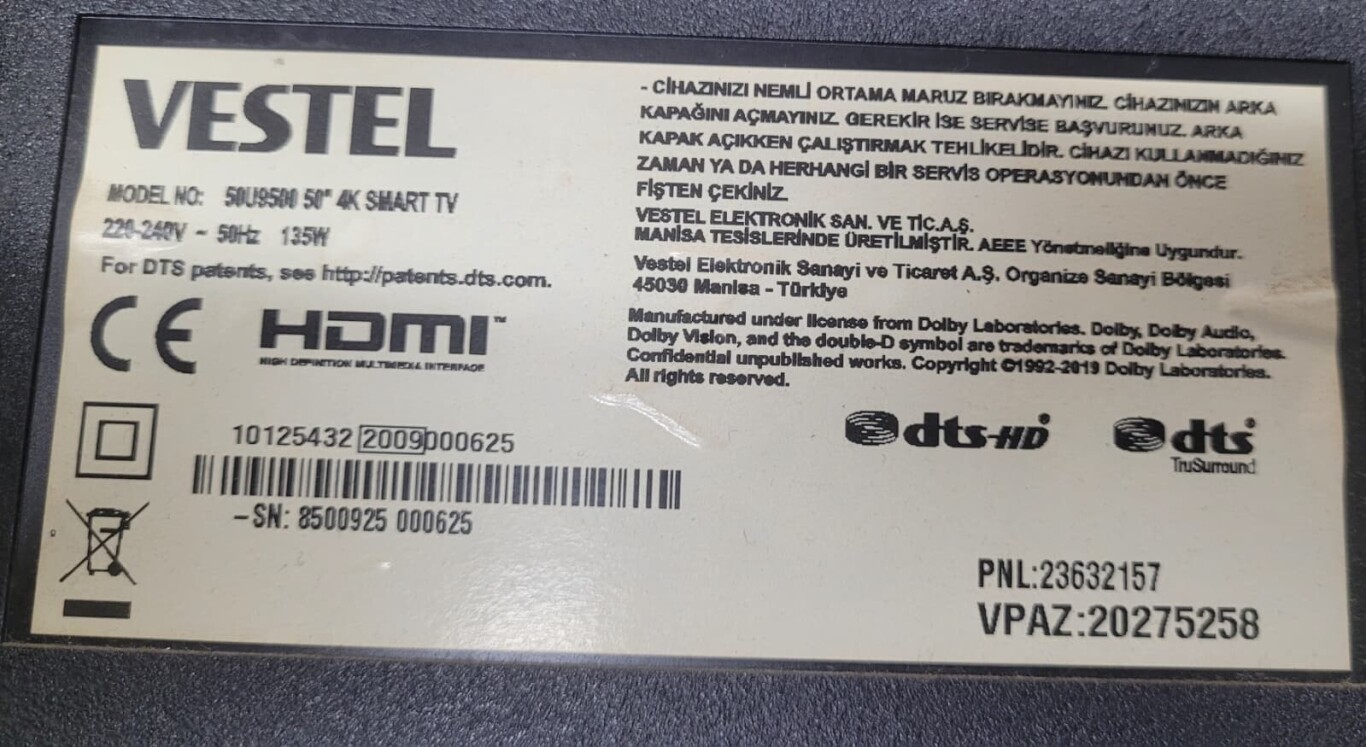 VESTEL
MODEL NO: 50U9500 50" 4K SMART TV
220-240V ~ 50Hz 135W
For DTS patents, see http://patents.dts.com.
CE
HDMI™
HIGH DEFINITION MULTIMEDIA INTERFACE
10125432 2009000625
-SN: 8500925 000625
- CİHAZINIZI NEMLİ ORTAMA MARUZ BIRAKMAYINIZ. CİHAZINIZIN ARKA
KAPAĞINI AÇMAYINIZ. GEREKİR İSE SERVİSE BAŞVURUNUZ. ARKA
KAPAK AÇIKKEN ÇALIŞTIRMAK TEHLİKELİDİR. CİHAZI KULLANMADIĞINIZ
ZAMAN YA DA HERHANGİ BİR SERVİS OPERASYONUNDAN ÖNCE
FİŞTEN ÇEKİNİZ.
VESTEL ELEKTRONİK SAN. VE TİC.A.Ş.
MANİSA TESİSLERİNDE ÜRETİLMİŞTİR. AEEE Yönetmeliğine Uygundur.
Vestel Elektronik Sanayi ve Ticaret A.Ş. Organize Sanayi Bölgesi
45030 Manisa - Türkiye
Manufactured under license from Dolby Laboratories. Dolby, Dolby Audio,
Dolby Vision, and the double-D symbol are trademarks of Dolby Laboratories.
Confidential unpublished works. Copyright ©1992-2019 Dolby Laboratories.
All rights reserved.
dts-HD®
dts®
TruSurround
PNL:23632157
VPAZ:20275258